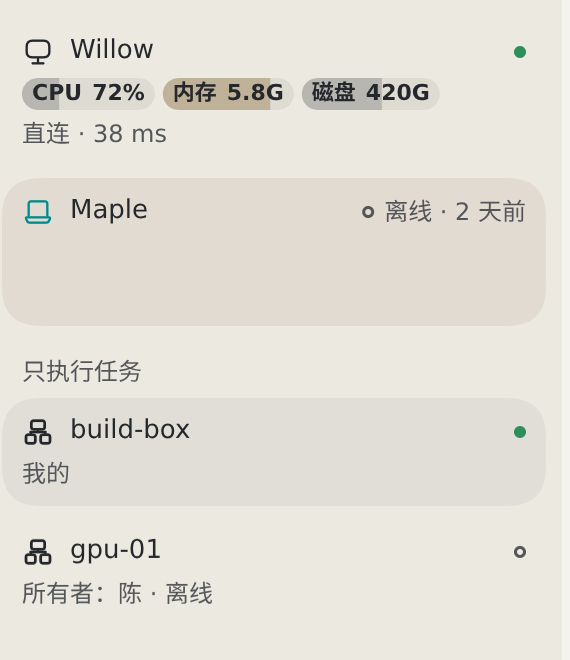 Willow
CPU 72% 内存 5.8G 磁盘 420G
直连 · 38 ms
Maple 离线 · 2 天前
只执行任务
build-box
我的
gpu-01
所有者：陈 · 离线